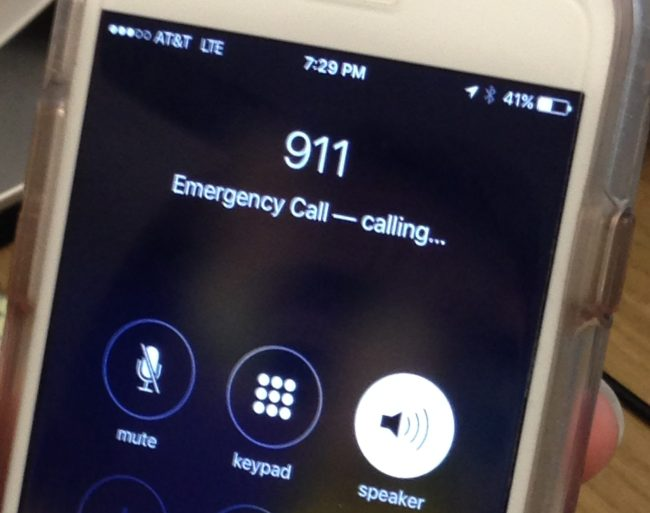 AT&T LTE 7:29 PM 41%
911
Emergency Call — calling...
mute keypad speaker